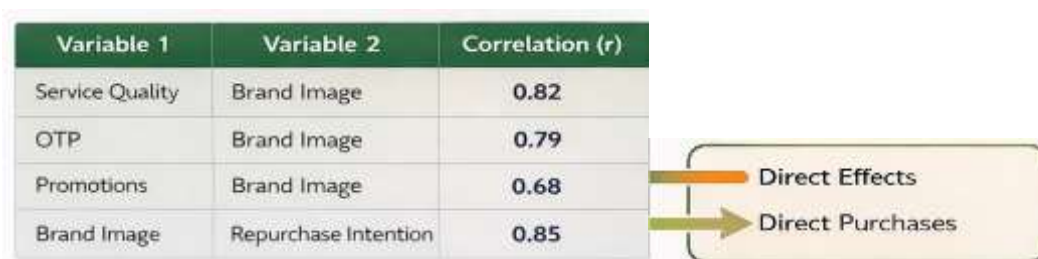 Variable 1 Variable 2 Correlation (r)
Service Quality Brand Image 0.82
OTP Brand Image 0.79
Promotions Brand Image 0.68
Brand Image Repurchase Intention 0.85
Direct Effects
Direct Purchases